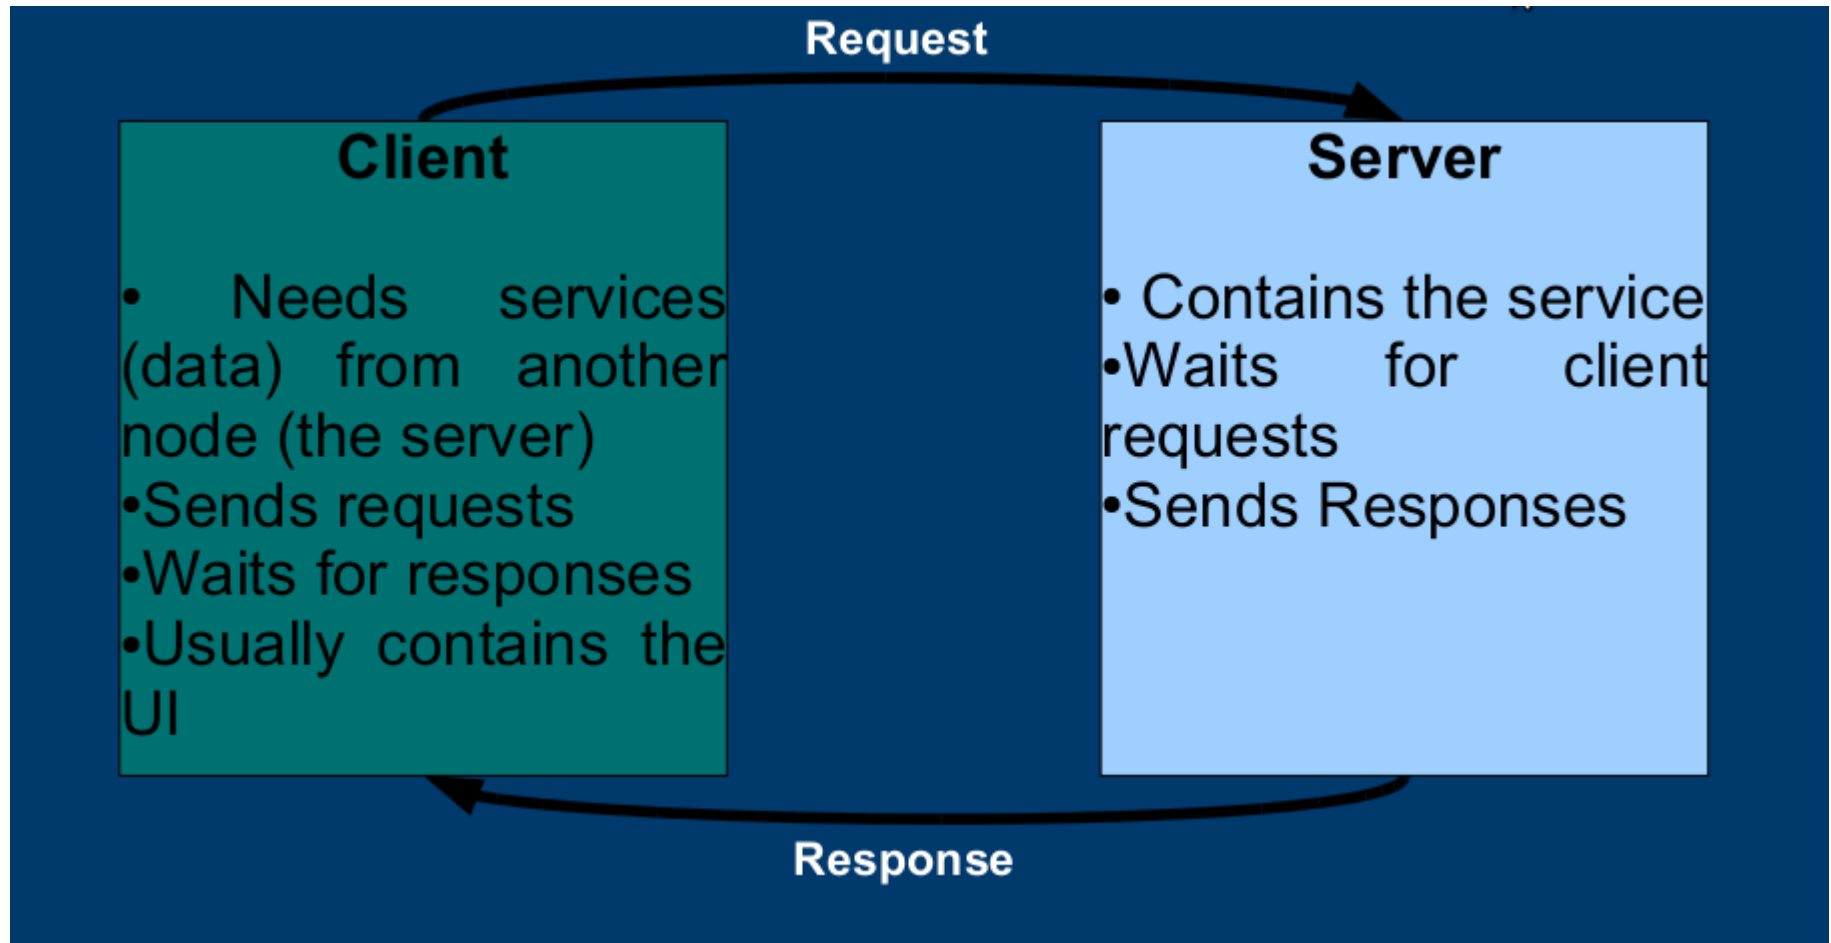 Request
Client
• Needs services
(data) from another
node (the server)
•Sends requests
•Waits for responses
•Usually contains the
UI
Server
• Contains the service
•Waits for client
requests
•Sends Responses
Response